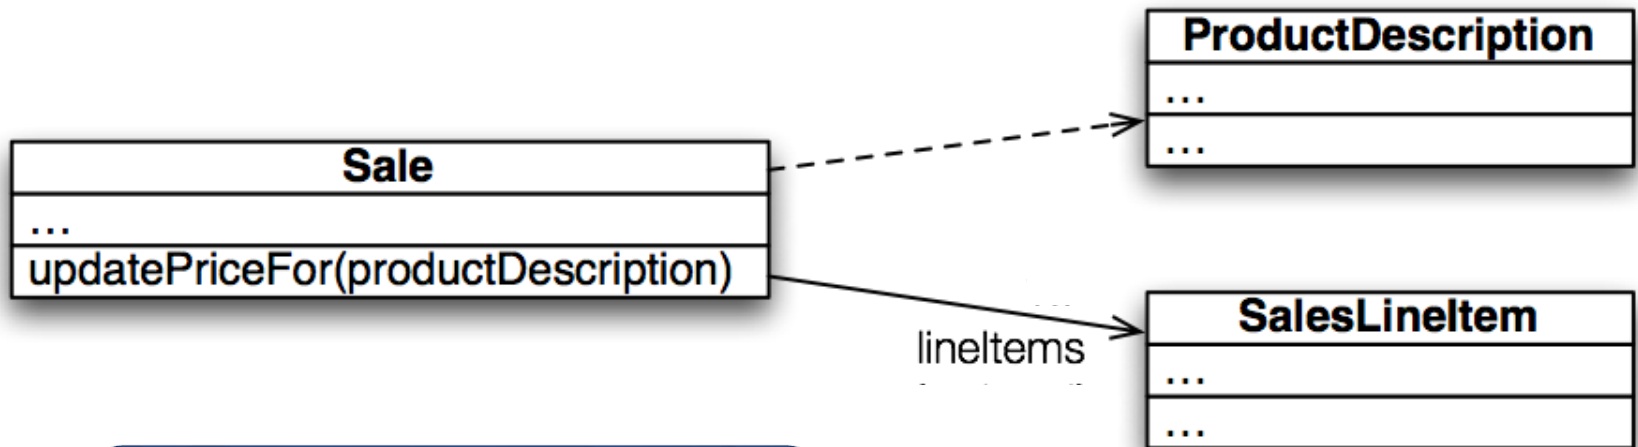 ProductDescription
...
...
Sale
...
updatePriceFor(productDescription)
lineItems
SalesLineItem
...
...